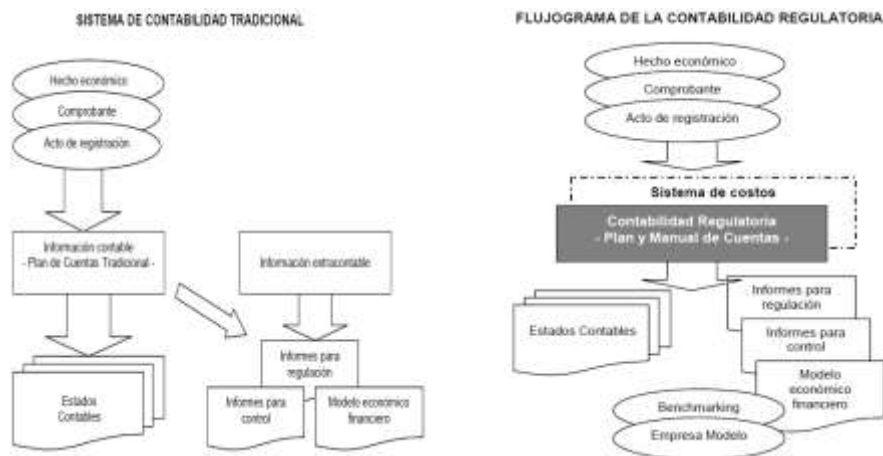 SISTEMA DE CONTABILIDAD TRADICIONAL
Hecho económico
Comprobante
Acto de registración
Información contable
- Plan de Cuentas Tradicional -
Información extracontable
Informes para
regulación
Estados
Contables
Informes para
control
Modelo económico
financiero
FLUJOGRAMA DE LA CONTABILIDAD REGULATORIA
Hecho económico
Comprobante
Acto de registración
Sistema de costos
Contabilidad Regulatoria
- Plan y Manual de Cuentas -
Estados Contables
Informes para
regulación
Informes para
control
Modelo
económico
financiero
Benchmarking
Empresa Modelo